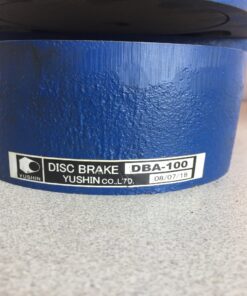 DISC BRAKE DBA-100
YUSHIN YUSHIN CO.,LTD. 08/07/18